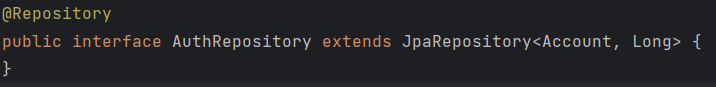 @Repository
public interface AuthRepository extends JpaRepository<Account, Long> {
}